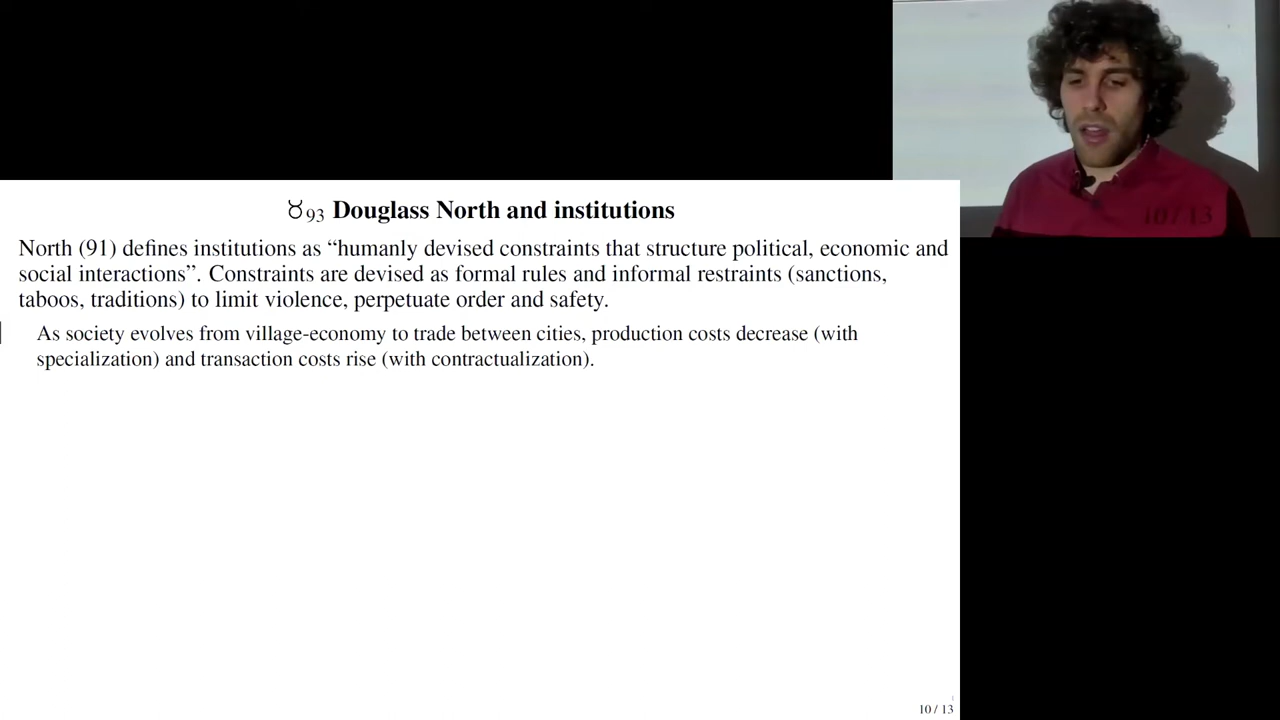 ♉93 Douglass North and institutions
North (91) defines institutions as “humanly devised constraints that structure political, economic and
social interactions”. Constraints are devised as formal rules and informal restraints (sanctions,
taboos, traditions) to limit violence, perpetuate order and safety.
As society evolves from village-economy to trade between cities, production costs decrease (with
specialization) and transaction costs rise (with contractualization).
10 / 13
10 / 13